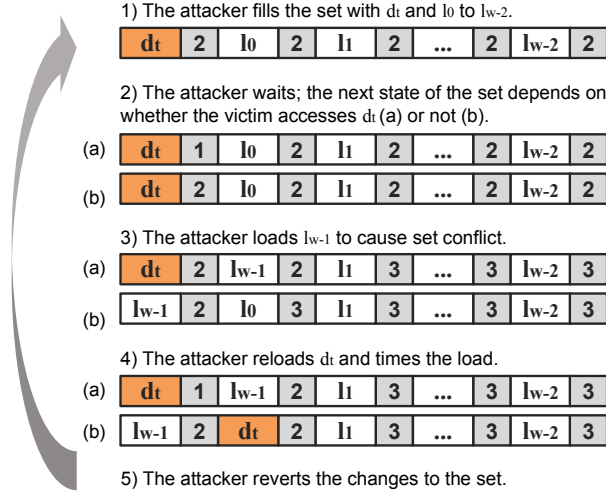 1) The attacker fills the set with dt and l0 to lw-2.
dt 2 l0 2 l1 2 ... 2 lw-2 2
2) The attacker waits; the next state of the set depends on
whether the victim accesses dt (a) or not (b).
(a) dt 1 l0 2 l1 2 ... 2 lw-2 2
(b) dt 2 l0 2 l1 2 ... 2 lw-2 2
3) The attacker loads lw-1 to cause set conflict.
(a) dt 2 lw-1 2 l1 3 ... 3 lw-2 3
(b) lw-1 2 l0 3 l1 3 ... 3 lw-2 3
4) The attacker reloads dt and times the load.
(a) dt 1 lw-1 2 l1 3 ... 3 lw-2 3
(b) lw-1 2 dt 2 l1 3 ... 3 lw-2 3
5) The attacker reverts the changes to the set.